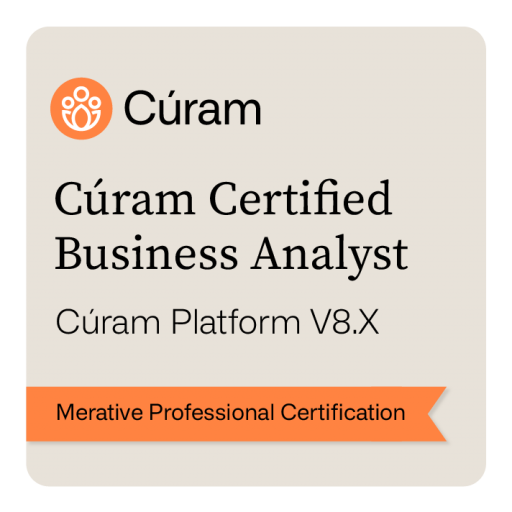 Cúram
Cúram Certified
Business Analyst
Cúram Platform V8.X
Merative Professional Certification